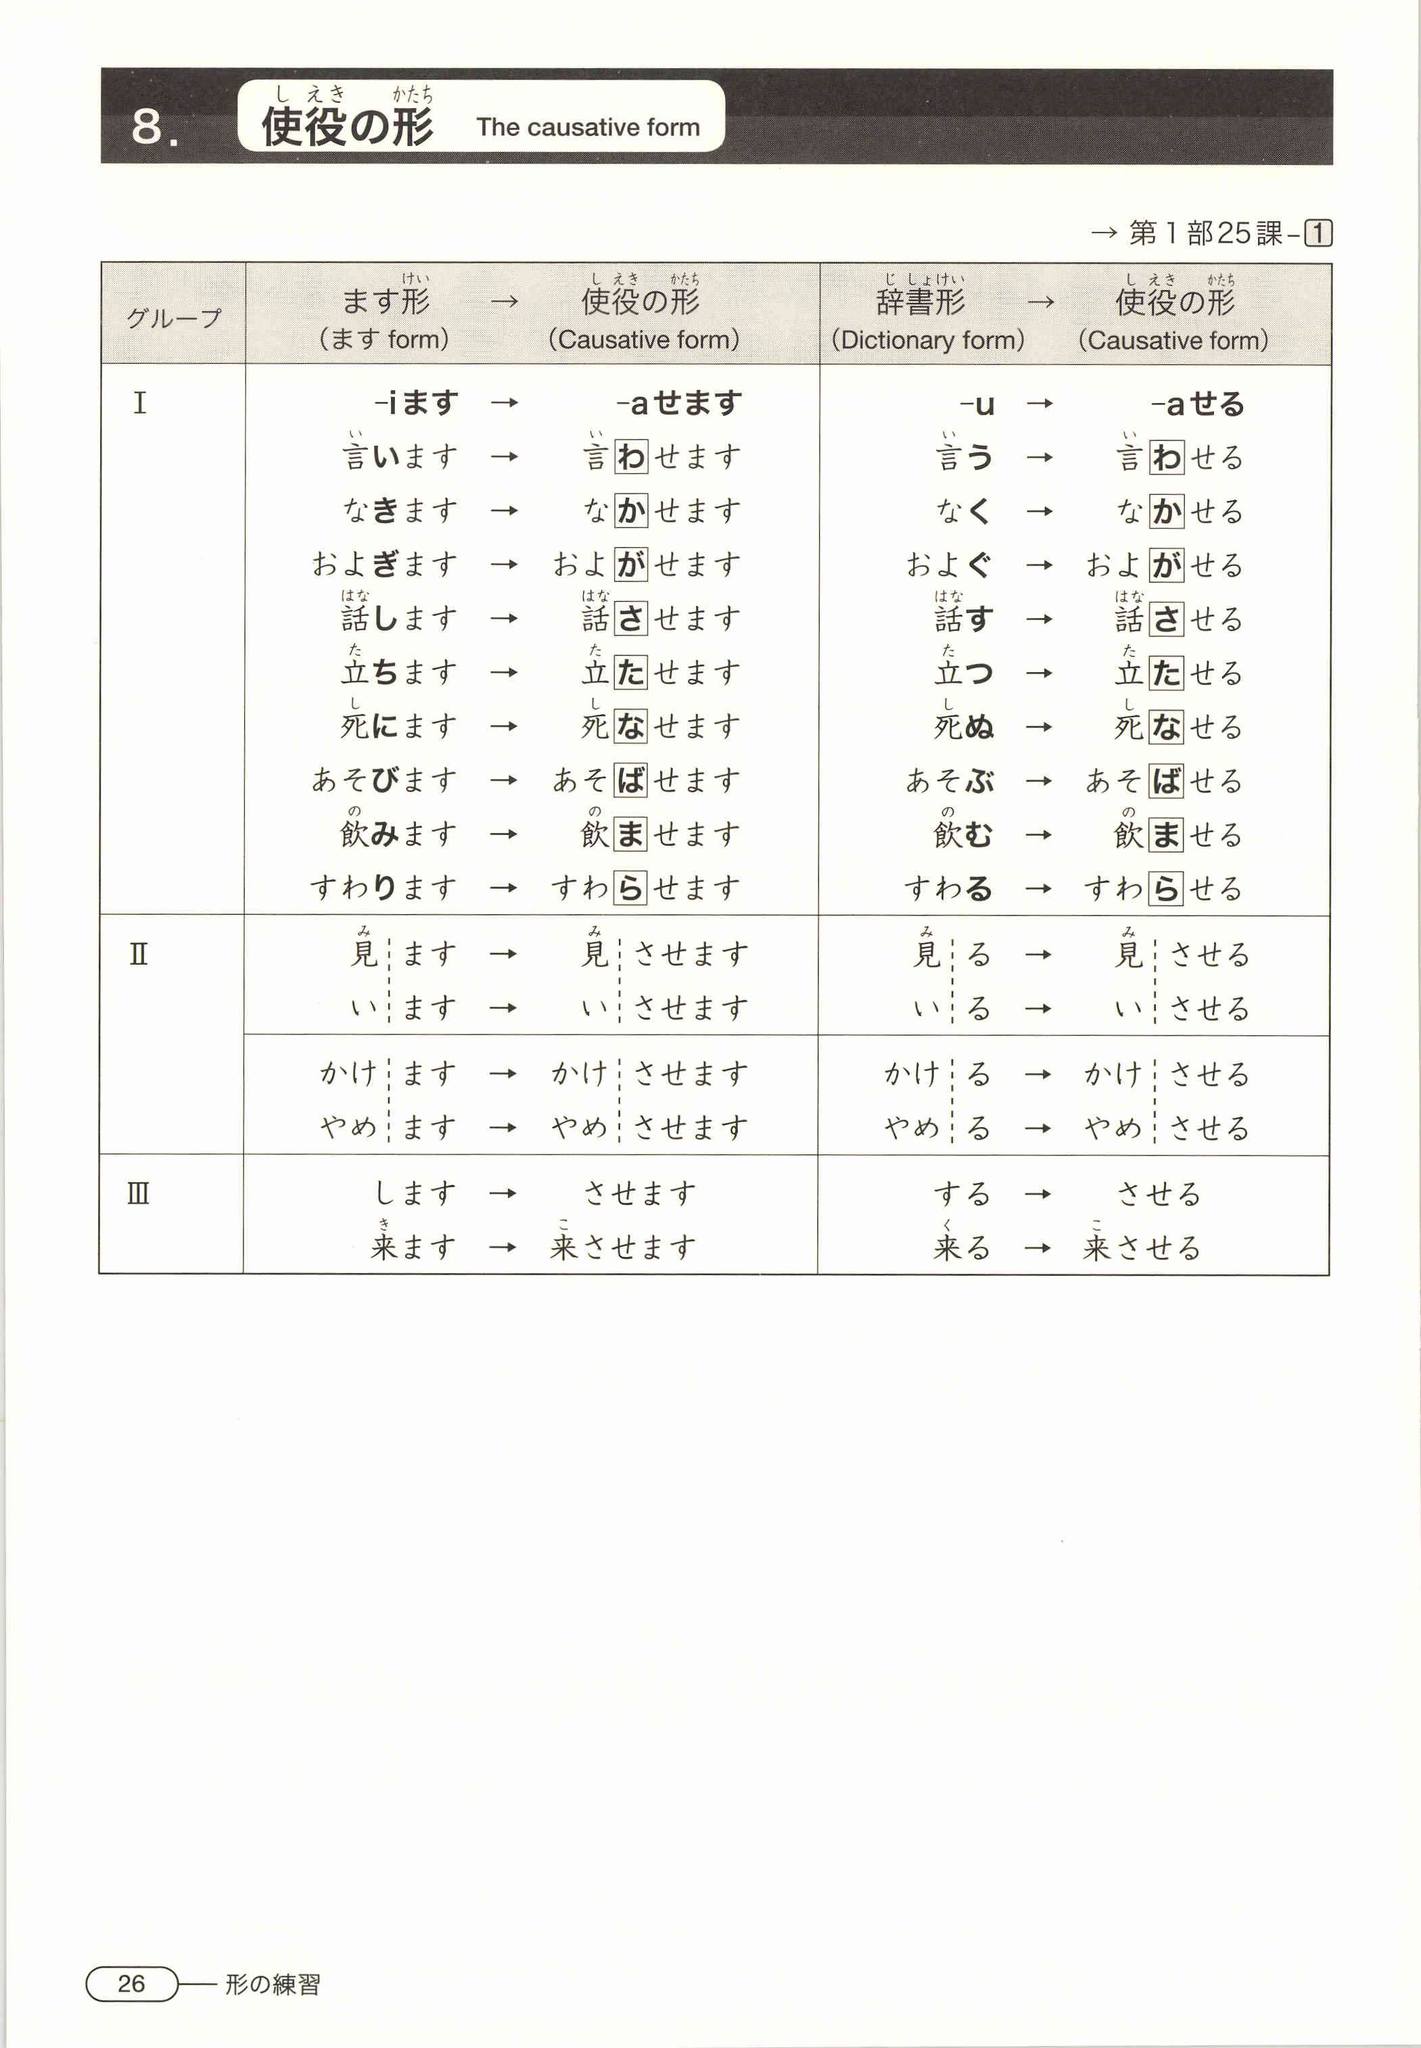 8. 使役の形 The causative form
→ 第1部25課-1
グループ ます形 → 使役の形 辞書形 → 使役の形
(ます form) (Causative form) (Dictionary form) (Causative form)
Ⅰ -iます → -aせます -u → -aせる
言います → 言わせます 言う → 言わせる
なきます → なかせます なく → なかせる
およぎます → およがせます およぐ → およがせる
話します → 話させます 話す → 話させる
立ちます → 立たせます 立つ → 立たせる
死にます → 死なせます 死ぬ → 死なせる
あそびます → あそばせます あそぶ → あそばせる
飲みます → 飲ませます 飲む → 飲ませる
すわります → すわらせます すわる → すわらせる
Ⅱ 見ます → 見させます 見る → 見させる
います → いさせます いる → いさせる
かけます → かけさせます かける → かけさせる
やめます → やめさせます やめる → やめさせる
Ⅲ します → させます する → させる
来ます → 来させます 来る → 来させる
26 形の練習